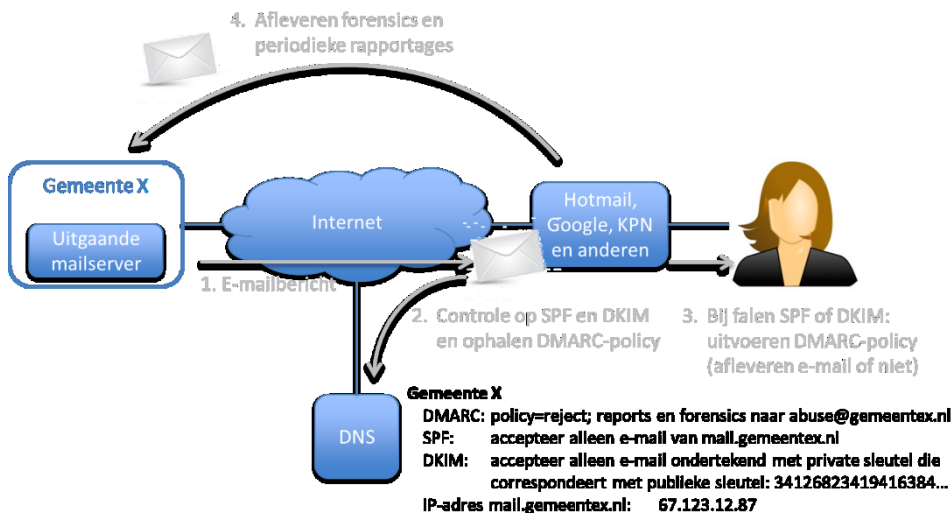 4. Afleveren forensics en
periodieke rapportages
Gemeente X
Uitgaande
mailserver
Internet
Hotmail,
Google, KPN
en anderen
1. E-mailbericht
2. Controle op SPF en DKIM
en ophalen DMARC-policy
3. Bij falen SPF of DKIM:
uitvoeren DMARC-policy
(afleveren e-mail of niet)
DNS
Gemeente X
DMARC: policy=reject; reports en forensics naar abuse@gemeentex.nl
SPF: accepteer alleen e-mail van mail.gemeentex.nl
DKIM: accepteer alleen e-mail ondertekend met private sleutel die
correspondeert met publieke sleutel: 34126823419416384...
IP-adres mail.gemeentex.nl: 67.123.12.87